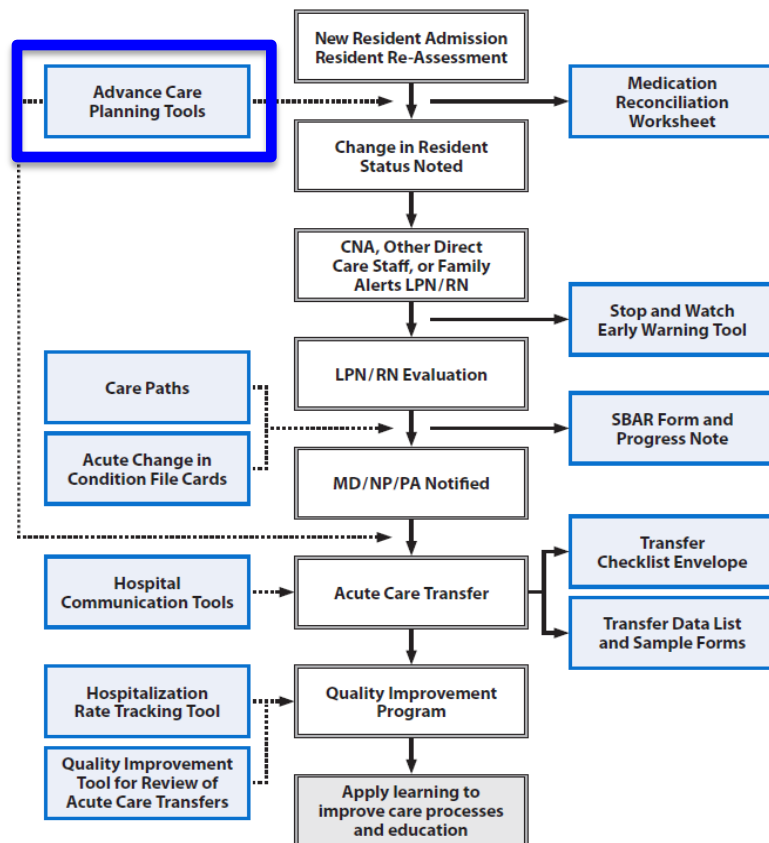 New Resident Admission
Resident Re-Assessment
Advance Care
Planning Tools
Medication
Reconciliation
Worksheet
Change in Resident
Status Noted
CNA, Other Direct
Care Staff, or Family
Alerts LPN/RN
Stop and Watch
Early Warning Tool
LPN/RN Evaluation
Care Paths
SBAR Form and
Progress Note
Acute Change in
Condition File Cards
MD/NP/PA Notified
Transfer
Checklist Envelope
Hospital
Communication Tools
Acute Care Transfer
Transfer Data List
and Sample Forms
Hospitalization
Rate Tracking Tool
Quality Improvement
Program
Quality Improvement
Tool for Review of
Acute Care Transfers
Apply learning to
improve care processes
and education